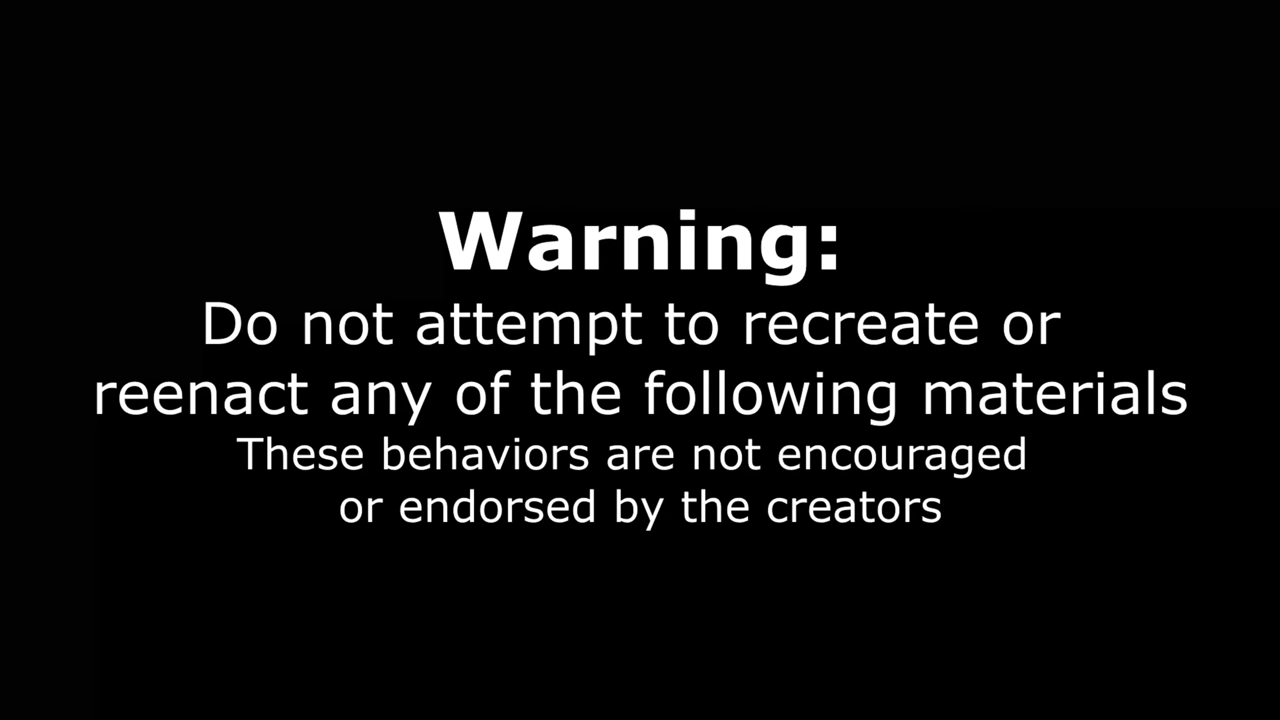 Warning:
Do not attempt to recreate or
reenact any of the following materials
These behaviors are not encouraged
or endorsed by the creators